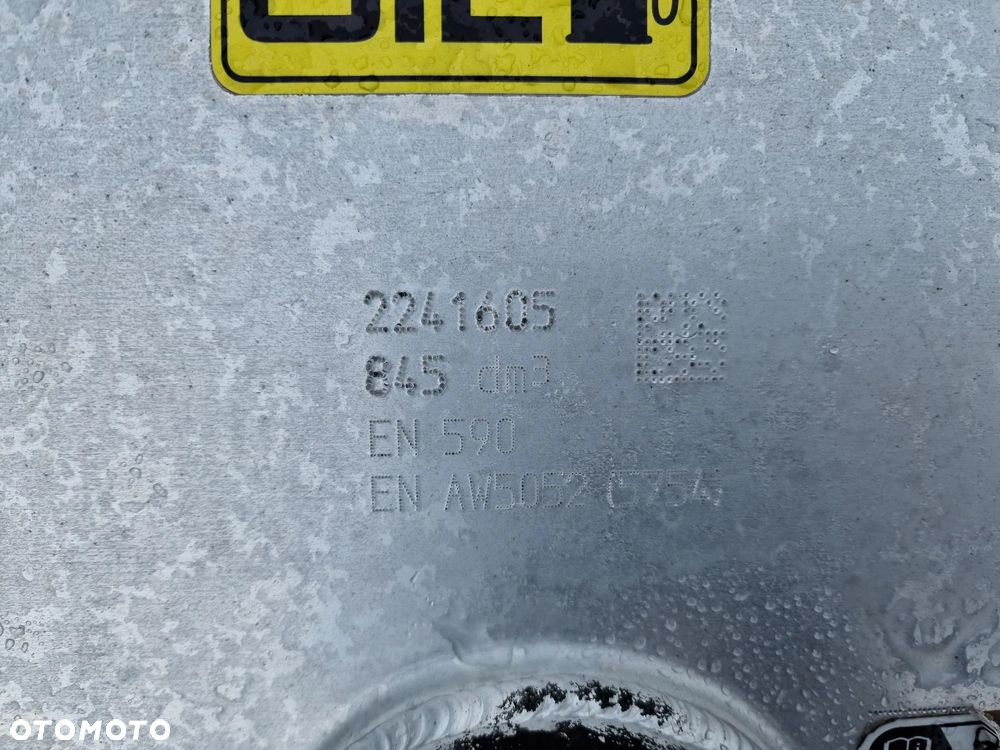 2241605
845 dm³
EN 590
EN AW5052 (5754)
OTOMOTO